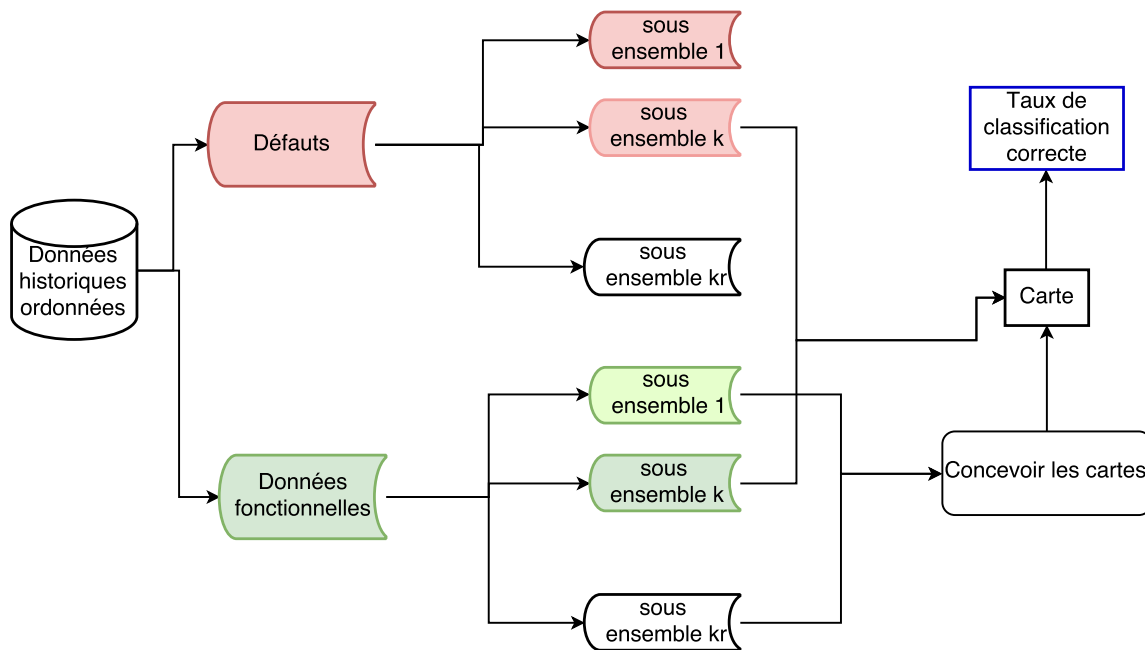 Données
historiques
ordonnées
Défauts
Données
fonctionnelles
sous
ensemble 1
sous
ensemble k
sous
ensemble kr
sous
ensemble 1
sous
ensemble k
sous
ensemble kr
Taux de
classification
correcte
Carte
Concevoir les cartes